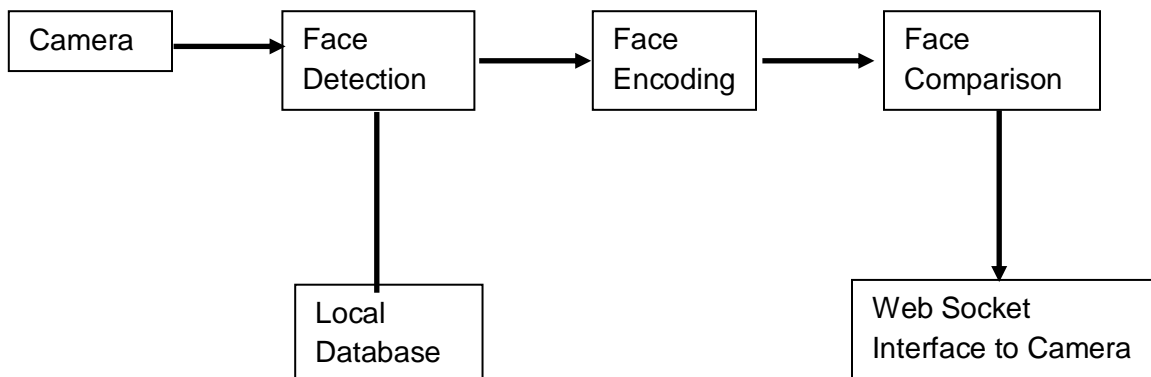 Camera
Face
Detection
Face
Encoding
Face
Comparison
Local
Database
Web Socket
Interface to Camera